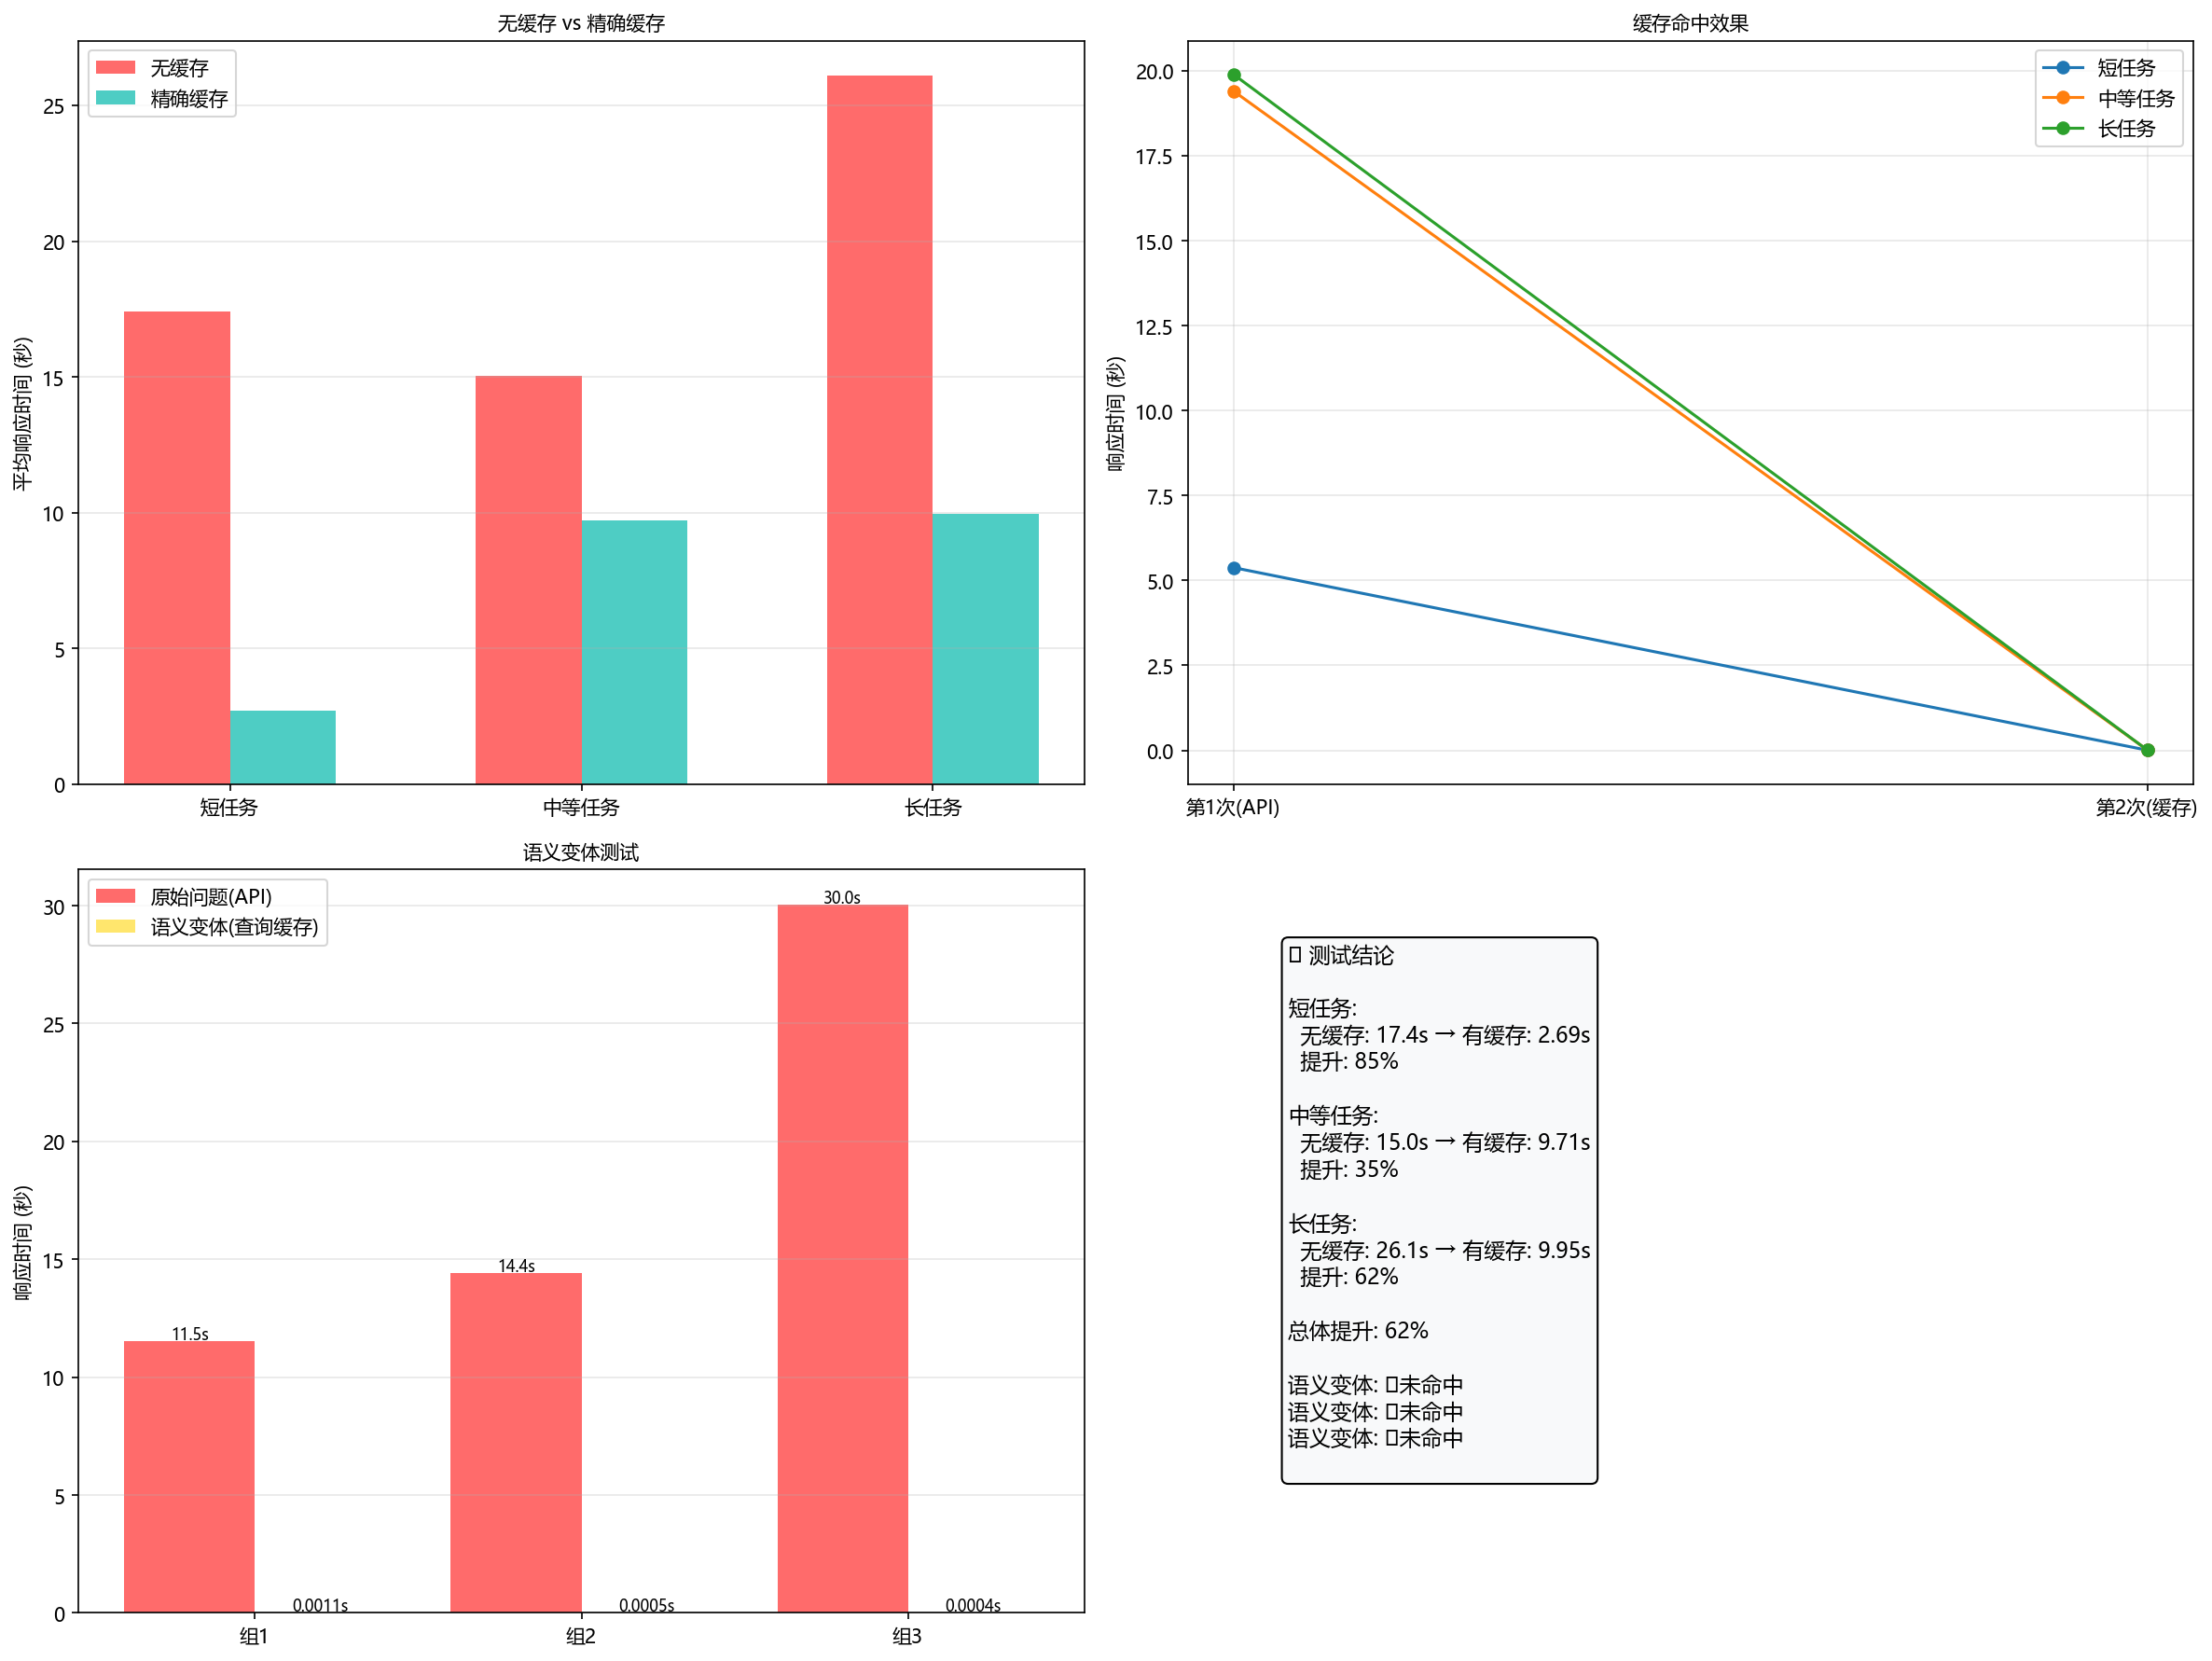 无缓存 vs 精确缓存
无缓存
精确缓存
平均响应时间 (秒)
25
20
15
10
5
0
短任务
中等任务
长任务
缓存命中效果
短任务
中等任务
长任务
响应时间 (秒)
20.0
17.5
15.0
12.5
10.0
7.5
5.0
2.5
0.0
第1次(API)
第2次(缓存)
语义变体测试
原始问题(API)
语义变体(查询缓存)
响应时间 (秒)
30
25
20
15
10
5
0
11.5s
0.0011s
14.4s
0.0005s
30.0s
0.0004s
组1
组2
组3
▯ 测试结论
短任务:
无缓存: 17.4s → 有缓存: 2.69s
提升: 85%
中等任务:
无缓存: 15.0s → 有缓存: 9.71s
提升: 35%
长任务:
无缓存: 26.1s → 有缓存: 9.95s
提升: 62%
总体提升: 62%
语义变体: ▯未命中
语义变体: ▯未命中
语义变体: ▯未命中